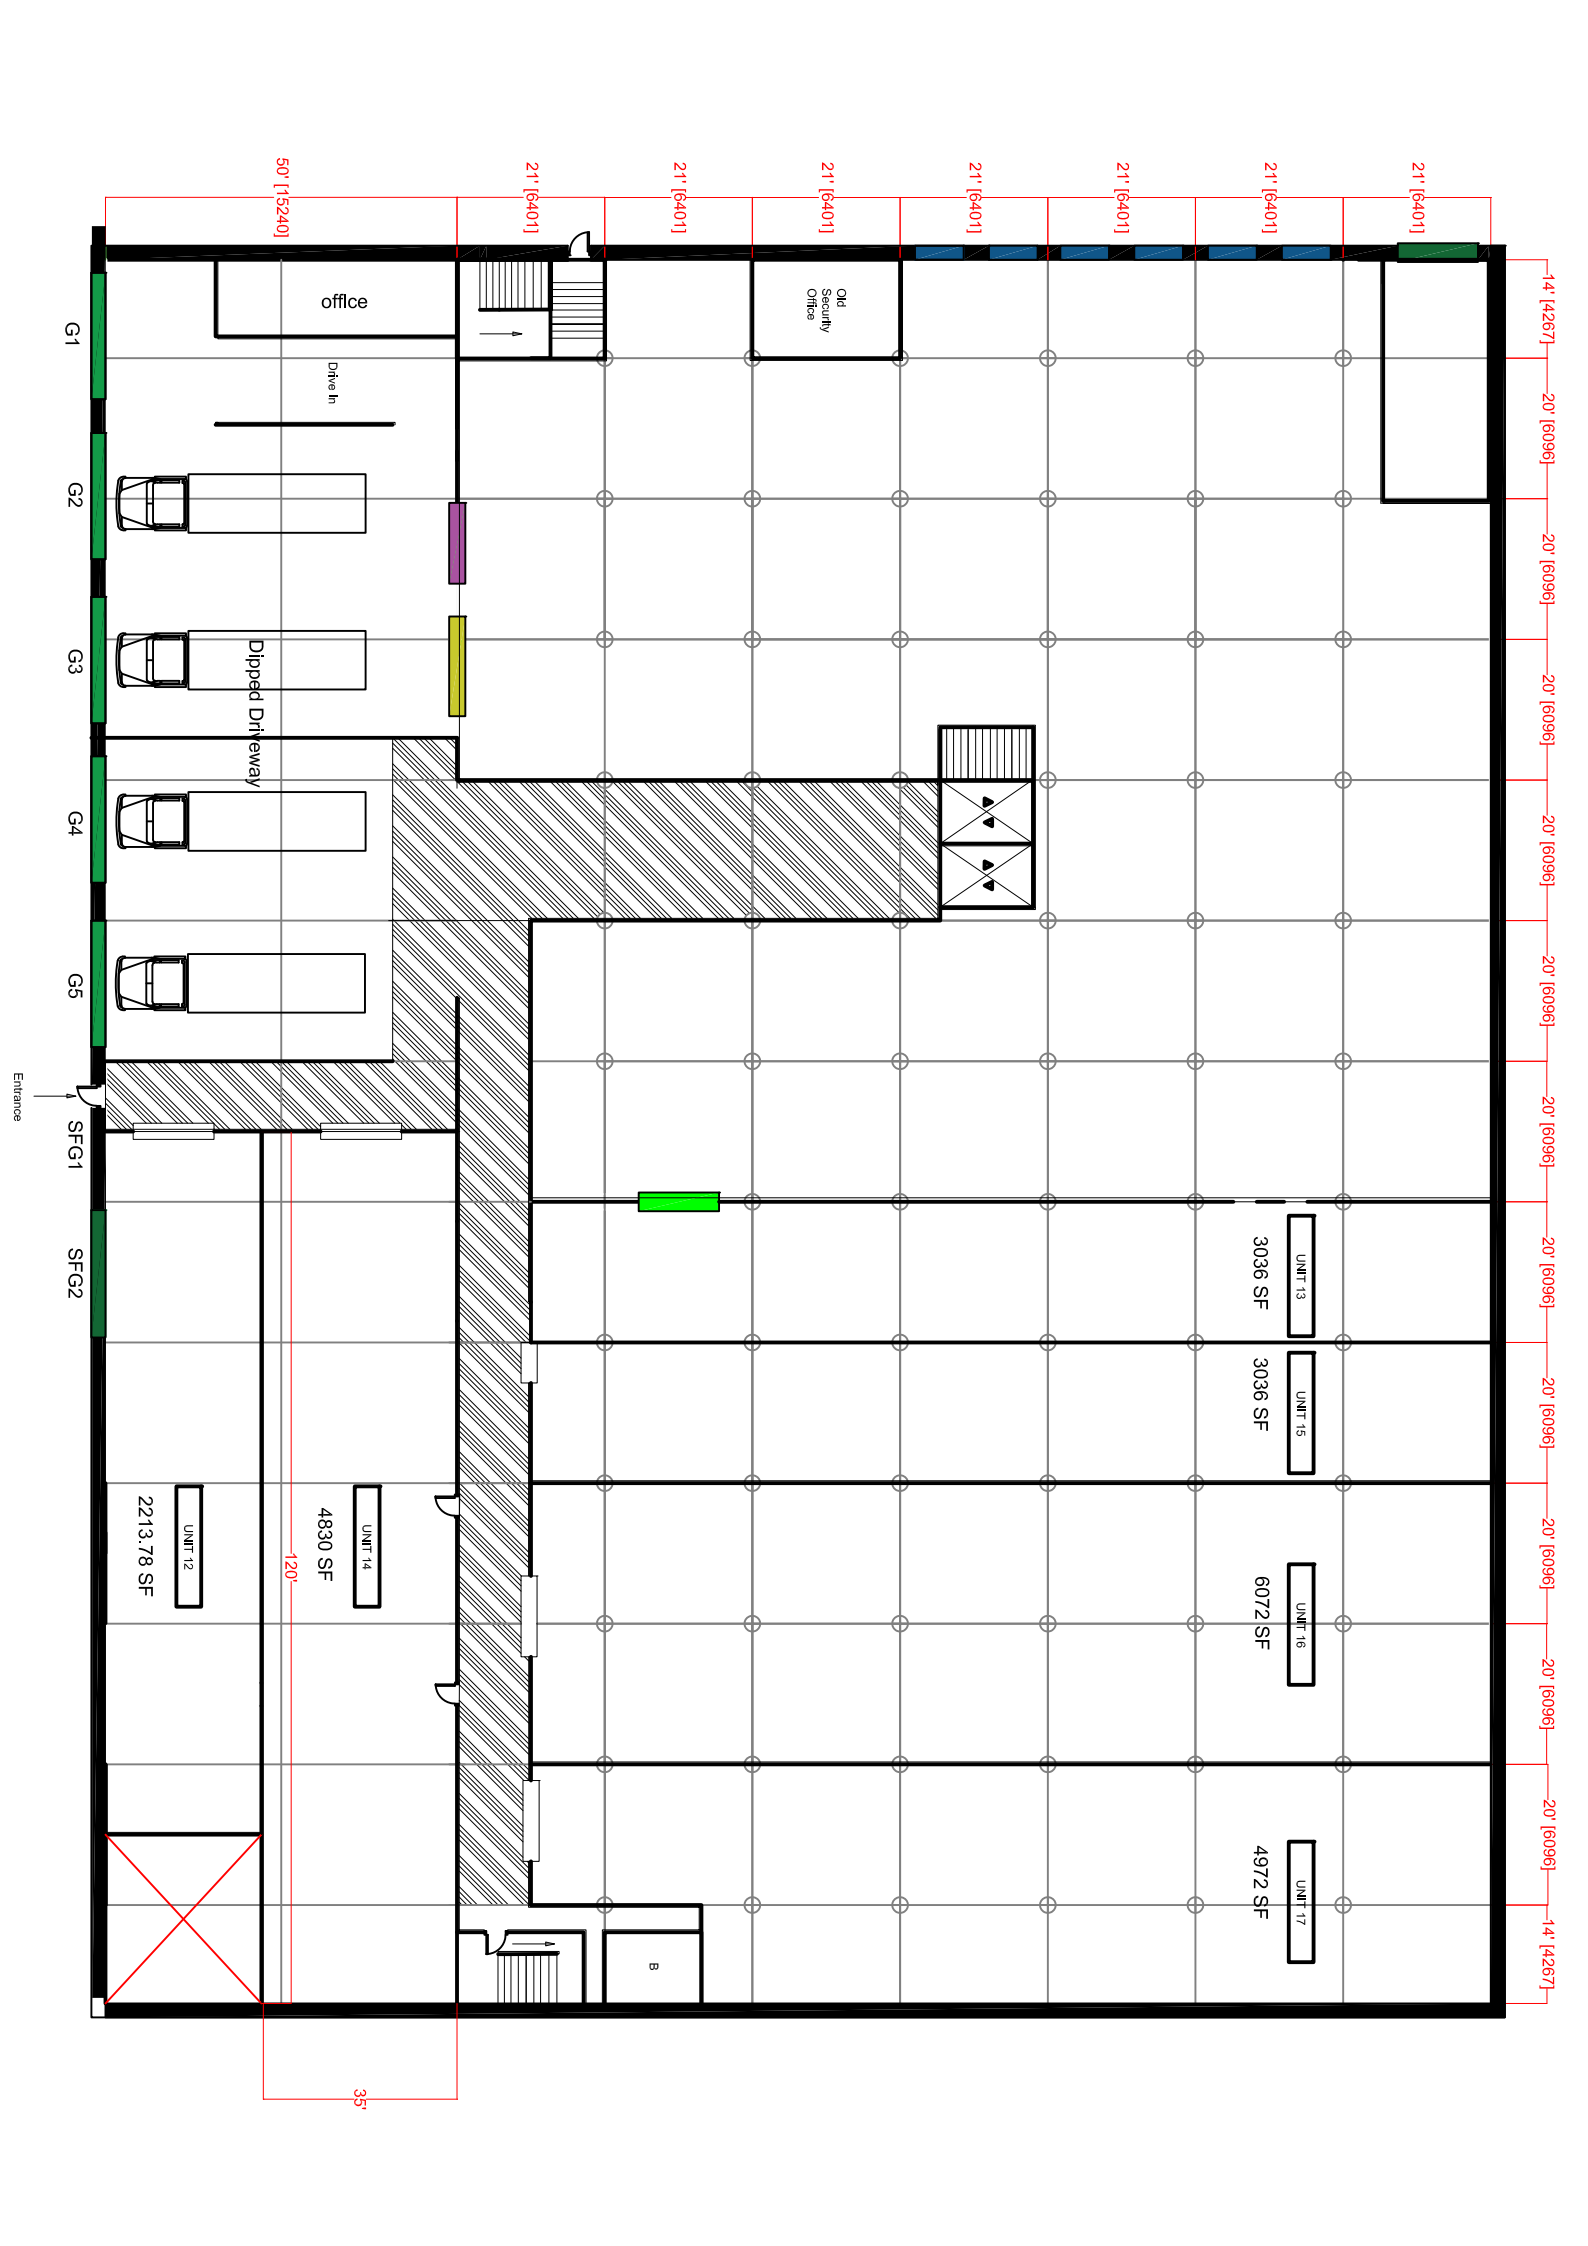 50' [15240]
21' [6401]
21' [6401]
21' [6401]
21' [6401]
21' [6401]
21' [6401]
21' [6401]
14' [4267]
20' [6096]
20' [6096]
20' [6096]
20' [6096]
20' [6096]
20' [6096]
20' [6096]
20' [6096]
20' [6096]
20' [6096]
20' [6096]
14' [4267]
office
Old
Security
Office
Drive In
Dipped Driveway
G1
G2
G3
G4
G5
Entrance
SFG1
SFG2
UNIT 13
3036 SF
UNIT 15
3036 SF
UNIT 16
6072 SF
UNIT 17
4972 SF
UNIT 14
4830 SF
UNIT 12
2213.78 SF
120'
35'
B